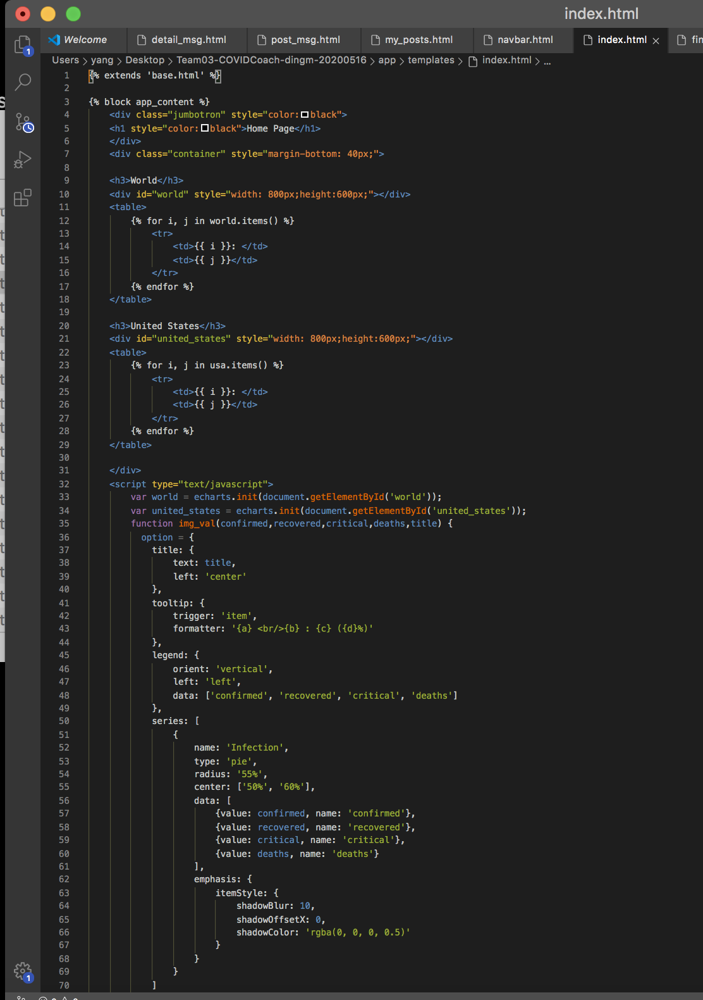 index.html
Welcome detail_msg.html post_msg.html my_posts.html navbar.html index.html fin
Users > yang > Desktop > Team03-COVIDCoach-dingm-20200516 > app > templates > index.html > ...
1 {% extends 'base.html' %}
2
3 {% block app_content %}
4 <div class="jumbotron" style="color:black">
5 <h1 style="color:black">Home Page</h1>
6 </div>
7 <div class="container" style="margin-bottom: 40px;">
8
9 <h3>World</h3>
10 <div id="world" style="width: 800px;height:600px;"></div>
11 <table>
12 {% for i, j in world.items() %}
13 <tr>
14 <td>{{ i }}: </td>
15 <td>{{ j }}</td>
16 </tr>
17 {% endfor %}
18 </table>
19
20 <h3>United States</h3>
21 <div id="united_states" style="width: 800px;height:600px;"></div>
22 <table>
23 {% for i, j in usa.items() %}
24 <tr>
25 <td>{{ i }}: </td>
26 <td>{{ j }}</td>
27 </tr>
28 {% endfor %}
29 </table>
30
31 </div>
32 <script type="text/javascript">
33 var world = echarts.init(document.getElementById('world'));
34 var united_states = echarts.init(document.getElementById('united_states'));
35 function img_val(confirmed,recovered,critical,deaths,title) {
36 option = {
37 title: {
38 text: title,
39 left: 'center'
40 },
41 tooltip: {
42 trigger: 'item',
43 formatter: '{a} <br/>{b} : {c} ({d}%)'
44 },
45 legend: {
46 orient: 'vertical',
47 left: 'left',
48 data: ['confirmed', 'recovered', 'critical', 'deaths']
49 },
50 series: [
51 {
52 name: 'Infection',
53 type: 'pie',
54 radius: '55%',
55 center: ['50%', '60%'],
56 data: [
57 {value: confirmed, name: 'confirmed'},
58 {value: recovered, name: 'recovered'},
59 {value: critical, name: 'critical'},
60 {value: deaths, name: 'deaths'}
61 ],
62 emphasis: {
63 itemStyle: {
64 shadowBlur: 10,
65 shadowOffsetX: 0,
66 shadowColor: 'rgba(0, 0, 0, 0.5)'
67 }
68 }
69 }
70 ]
1
1